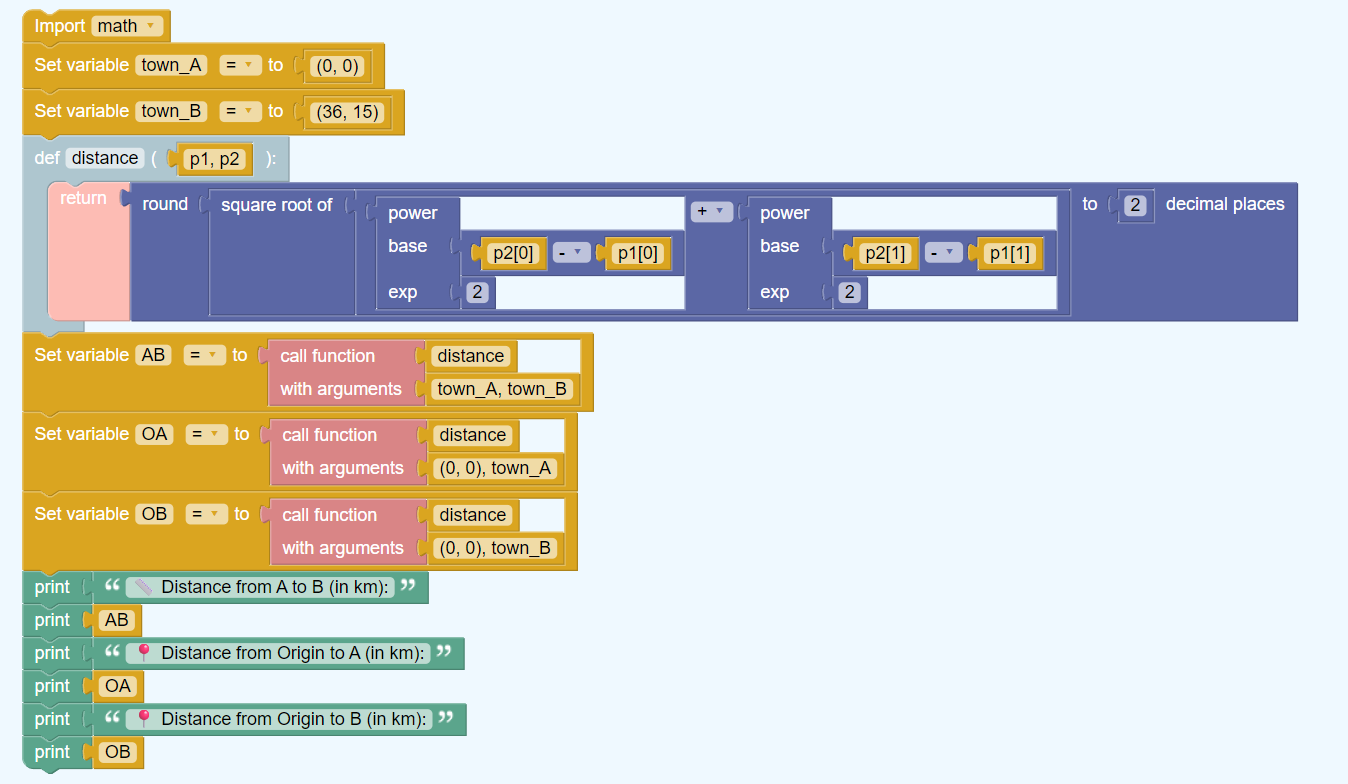 Import math
Set variable town_A = to (0, 0)
Set variable town_B = to (36, 15)
def distance ( p1, p2 ):
return round square root of power + power to 2 decimal places
base p2[0] - p1[0] base p2[1] - p1[1]
exp 2 exp 2
Set variable AB = to call function distance
with arguments town_A, town_B
Set variable OA = to call function distance
with arguments (0, 0), town_A
Set variable OB = to call function distance
with arguments (0, 0), town_B
print “ 📏 Distance from A to B (in km): ”
print AB
print “ 📍 Distance from Origin to A (in km): ”
print OA
print “ 📍 Distance from Origin to B (in km): ”
print OB